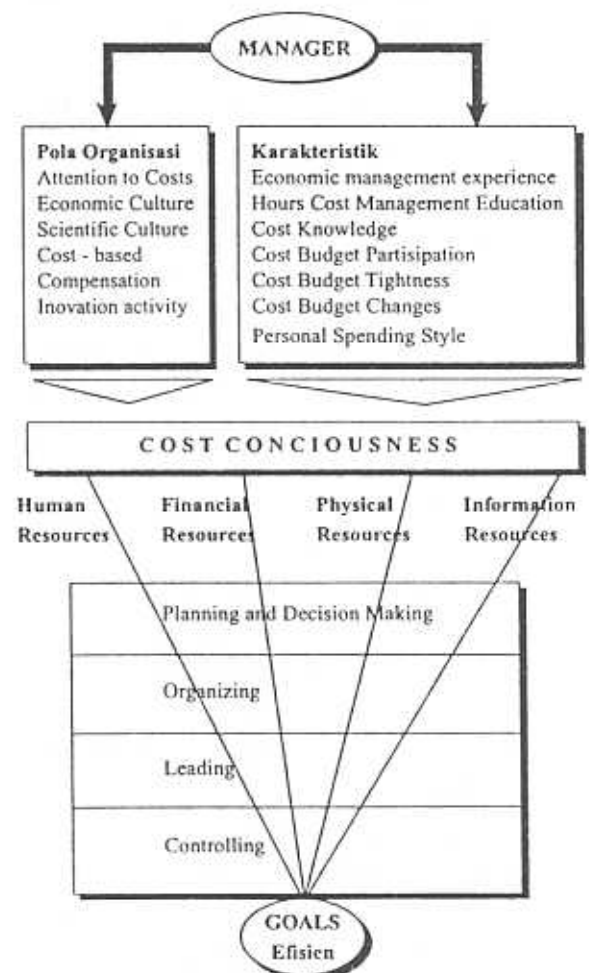 MANAGER
Pola Organisasi
Attention to Costs
Economic Culture
Scientific Culture
Cost - based
Compensation
Inovation activity
Karakteristik
Economic management experience
Hours Cost Management Education
Cost Knowledge
Cost Budget Partisipation
Cost Budget Tightness
Cost Budget Changes
Personal Spending Style
COST CONCIOUSNESS
Human
Resources
Financial
Resources
Physical
Resources
Information
Resources
Planning and Decision Making
Organizing
Leading
Controlling
GOALS
Efisien